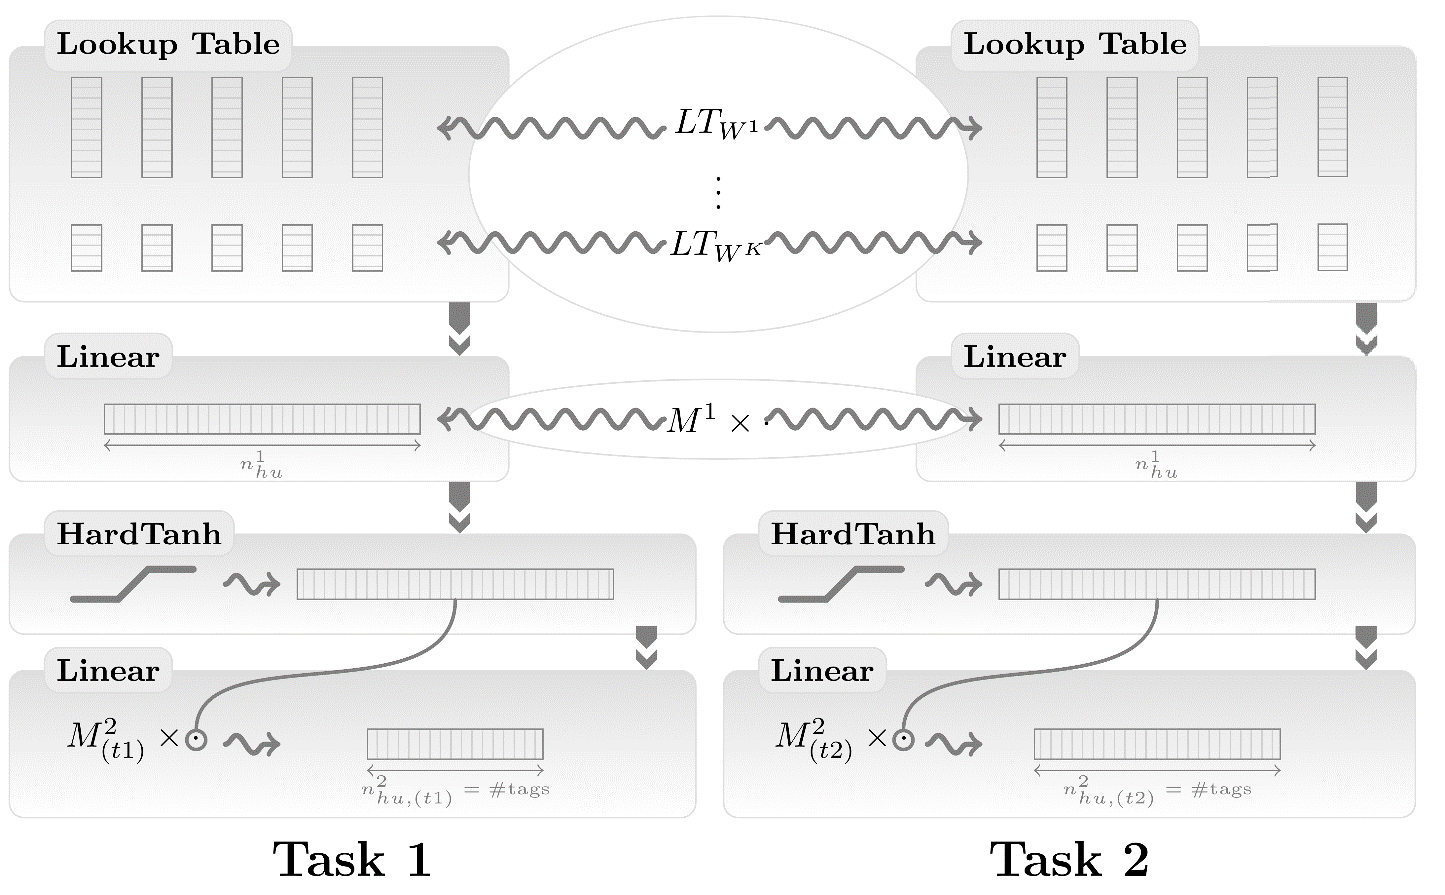 Lookup Table
Lookup Table
LT_{W^1}
⋮
LT_{W^K}
Linear
Linear
M^1 × ·
n^1_{hu}
n^1_{hu}
HardTanh
HardTanh
Linear
Linear
M^2_{(t1)} × ⊙
M^2_{(t2)} × ⊙
n^2_{hu,(t1)} = #tags
n^2_{hu,(t2)} = #tags
Task 1
Task 2